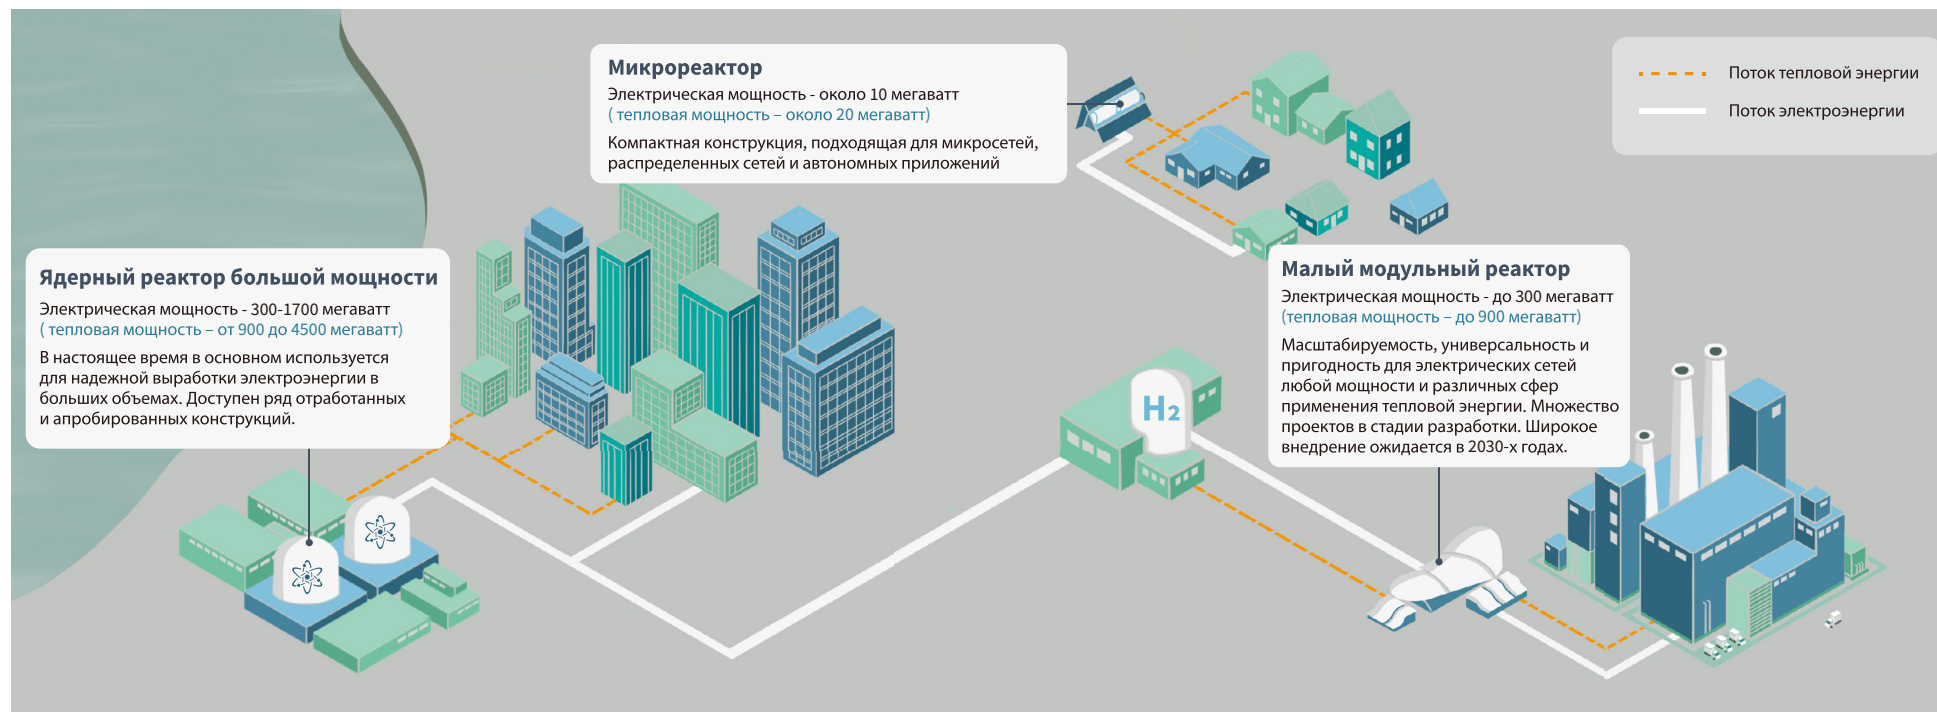 Микрореактор
Электрическая мощность - около 10 мегаватт
( тепловая мощность – около 20 мегаватт)
Компактная конструкция, подходящая для микросетей,
распределенных сетей и автономных приложений
Поток тепловой энергии
Поток электроэнергии
Ядерный реактор большой мощности
Электрическая мощность - 300-1700 мегаватт
( тепловая мощность – от 900 до 4500 мегаватт)
В настоящее время в основном используется
для надежной выработки электроэнергии в
больших объемах. Доступен ряд отработанных
и апробированных конструкций.
Малый модульный реактор
Электрическая мощность - до 300 мегаватт
(тепловая мощность – до 900 мегаватт)
Масштабируемость, универсальность и
пригодность для электрических сетей
любой мощности и различных сфер
применения тепловой энергии. Множество
проектов в стадии разработки. Широкое
внедрение ожидается в 2030-х годах.
H2